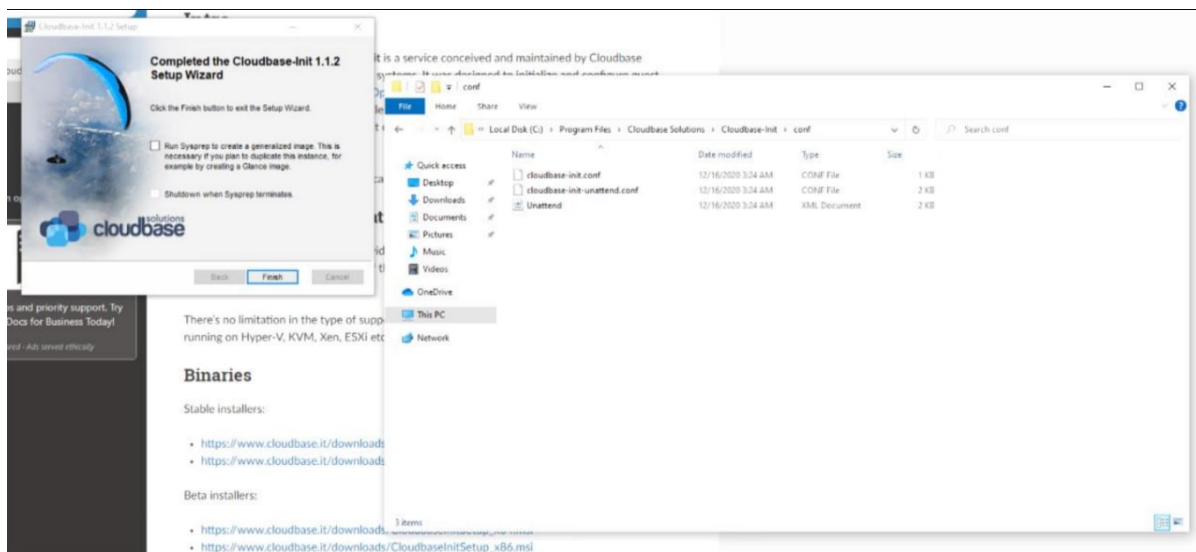 Cloudbase-Init 1.1.2 Setup
Completed the Cloudbase-Init 1.1.2
Setup Wizard
Click the Finish button to exit the Setup Wizard.
Run Sysprep to create a generalized image. This is
necessary if you plan to duplicate this instance, for
example by creating a Glance image.
Shutdown when Sysprep terminates.
cloudbase
solutions
Back Finish Cancel
it is a service conceived and maintained by Cloudbase
s and priority support. Try
Docs for Business Today!
Ads served ethically
There's no limitation in the type of supp
running on Hyper-V, KVM, Xen, ESXi etc
Binaries
Stable installers:
https://www.cloudbase.it/downloads
https://www.cloudbase.it/downloads
Beta installers:
https://www.cloudbase.it/downloads/
https://www.cloudbase.it/downloads/CloudbaseInitSetup_x86.msi
conf
File Home Share View
Local Disk (C:) Program Files Cloudbase Solutions Cloudbase-Init conf
Search conf
Name Date modified Type Size
cloudbase-init.conf 12/16/2020 3:24 AM CONF File 1 KB
cloudbase-init-unattend.conf 12/16/2020 3:24 AM CONF File 2 KB
Unattend 12/16/2020 3:24 AM XML Document 2 KB
Quick access
Desktop
Downloads
Documents
Pictures
Music
Videos
OneDrive
This PC
Network
3 items